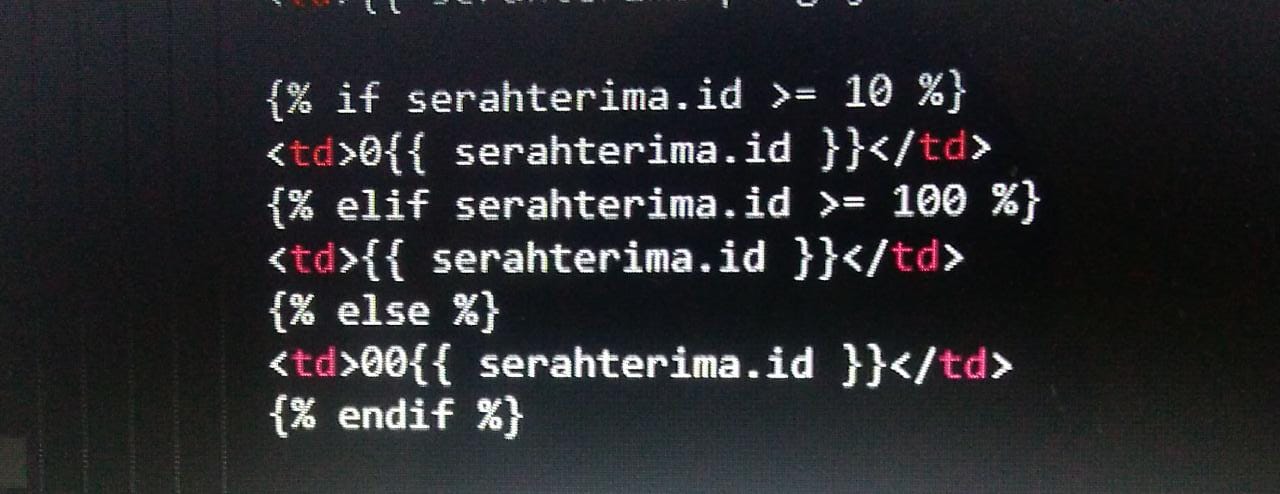 {% if serahterima.id >= 10 %}
<td>0{{ serahterima.id }}</td>
{% elif serahterima.id >= 100 %}
<td>{{ serahterima.id }}</td>
{% else %}
<td>00{{ serahterima.id }}</td>
{% endif %}